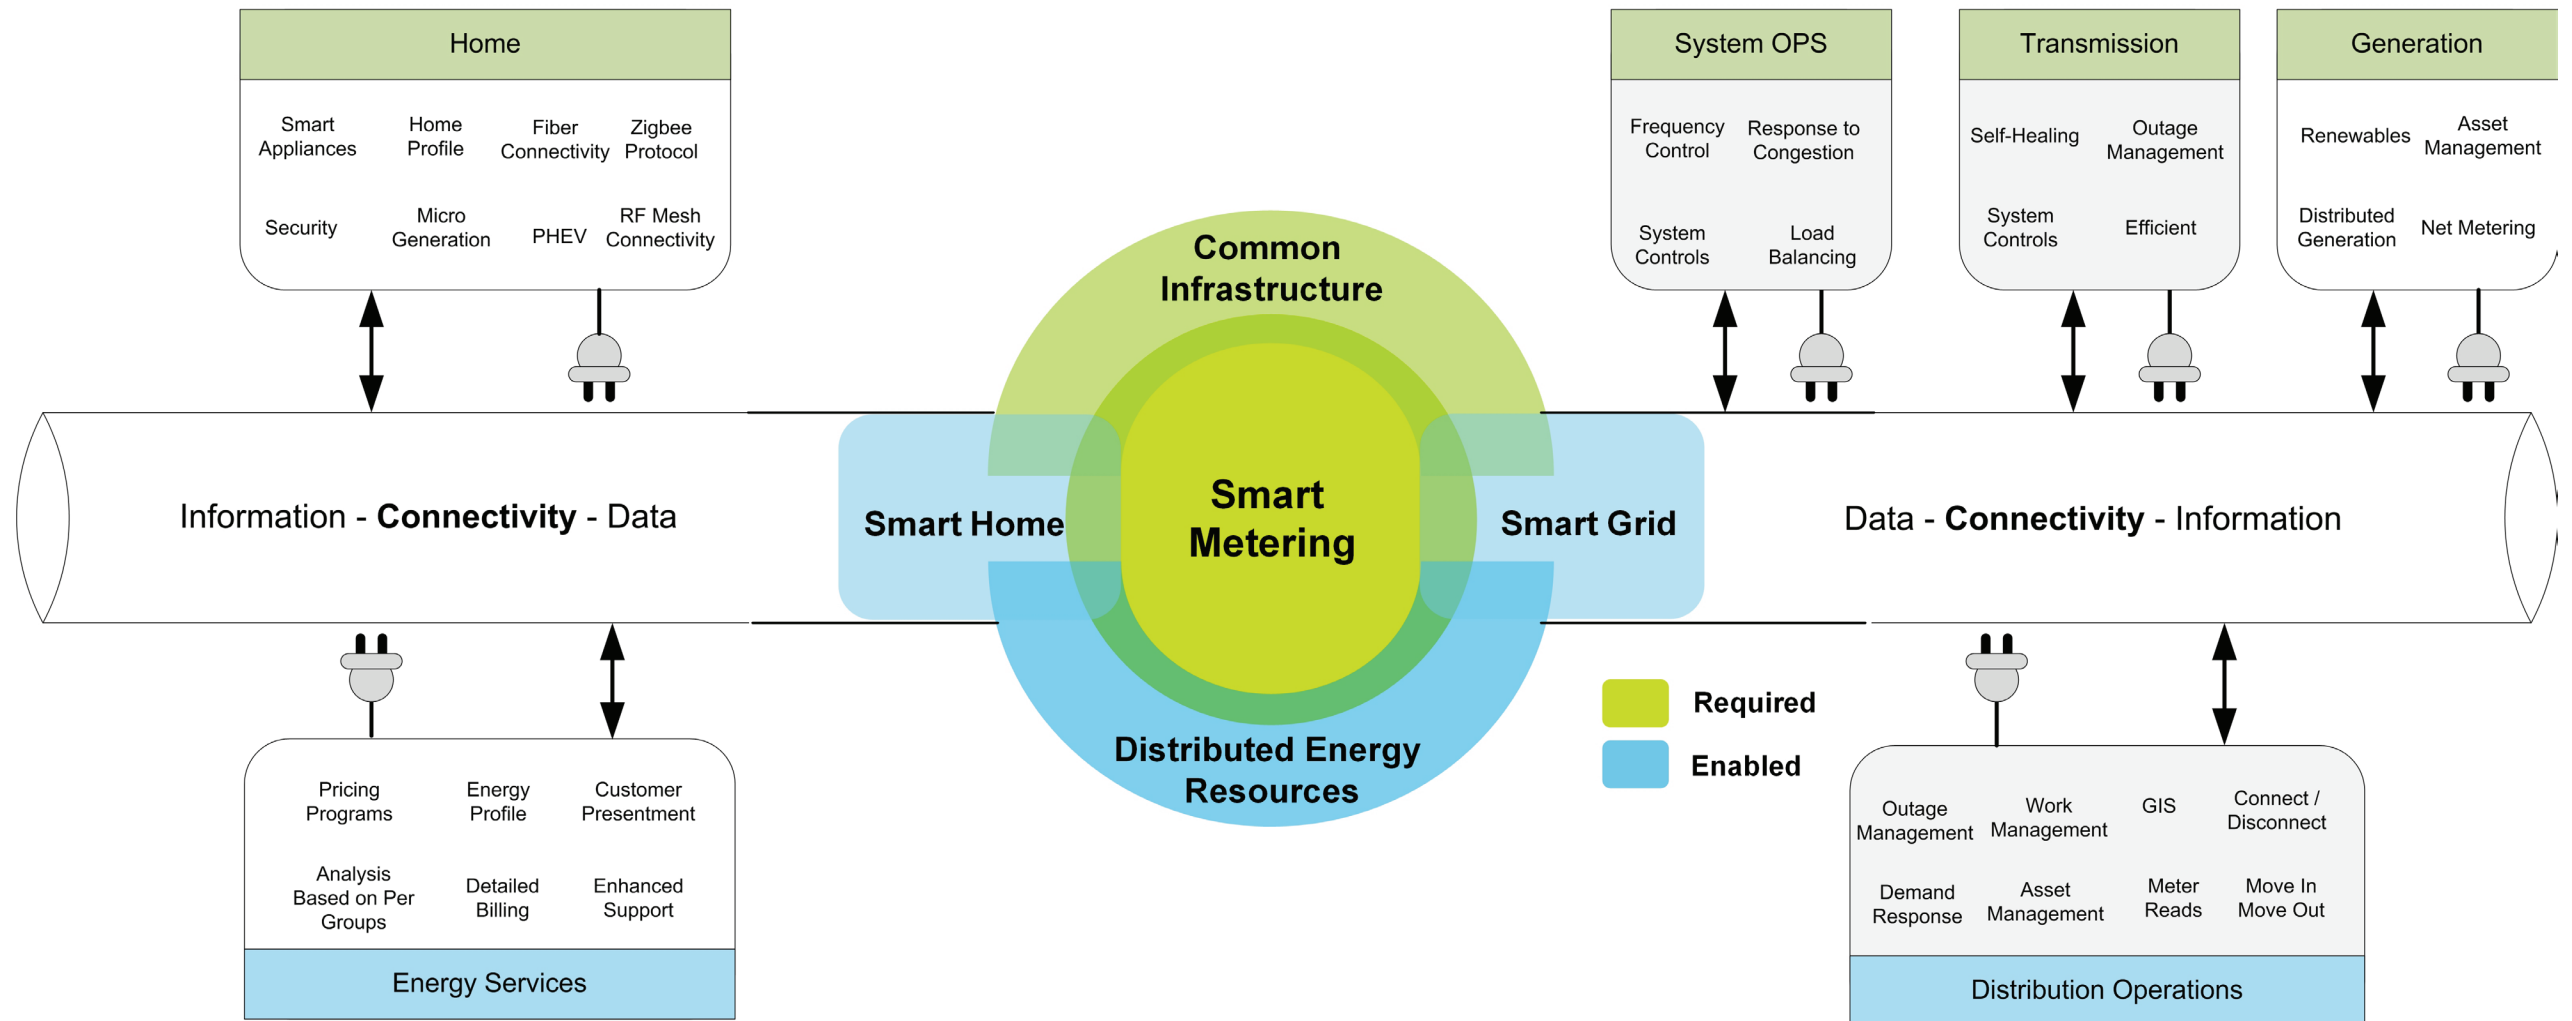 Home
Smart
Appliances
Home
Profile
Fiber
Connectivity
Zigbee
Protocol
Security
Micro
Generation
PHEV
RF Mesh
Connectivity
System OPS
Frequency
Control
Response to
Congestion
System
Controls
Load
Balancing
Transmission
Self-Healing
Outage
Management
System
Controls
Efficient
Generation
Renewables
Asset
Management
Distributed
Generation
Net Metering
Common
Infrastructure
Information - Connectivity - Data
Smart Home
Smart
Metering
Smart Grid
Data - Connectivity - Information
Distributed Energy
Resources
Required
Enabled
Pricing
Programs
Energy
Profile
Customer
Presentment
Analysis
Based on Per
Groups
Detailed
Billing
Enhanced
Support
Energy Services
Outage
Management
Work
Management
GIS
Connect /
Disconnect
Demand
Response
Asset
Management
Meter
Reads
Move In
Move Out
Distribution Operations